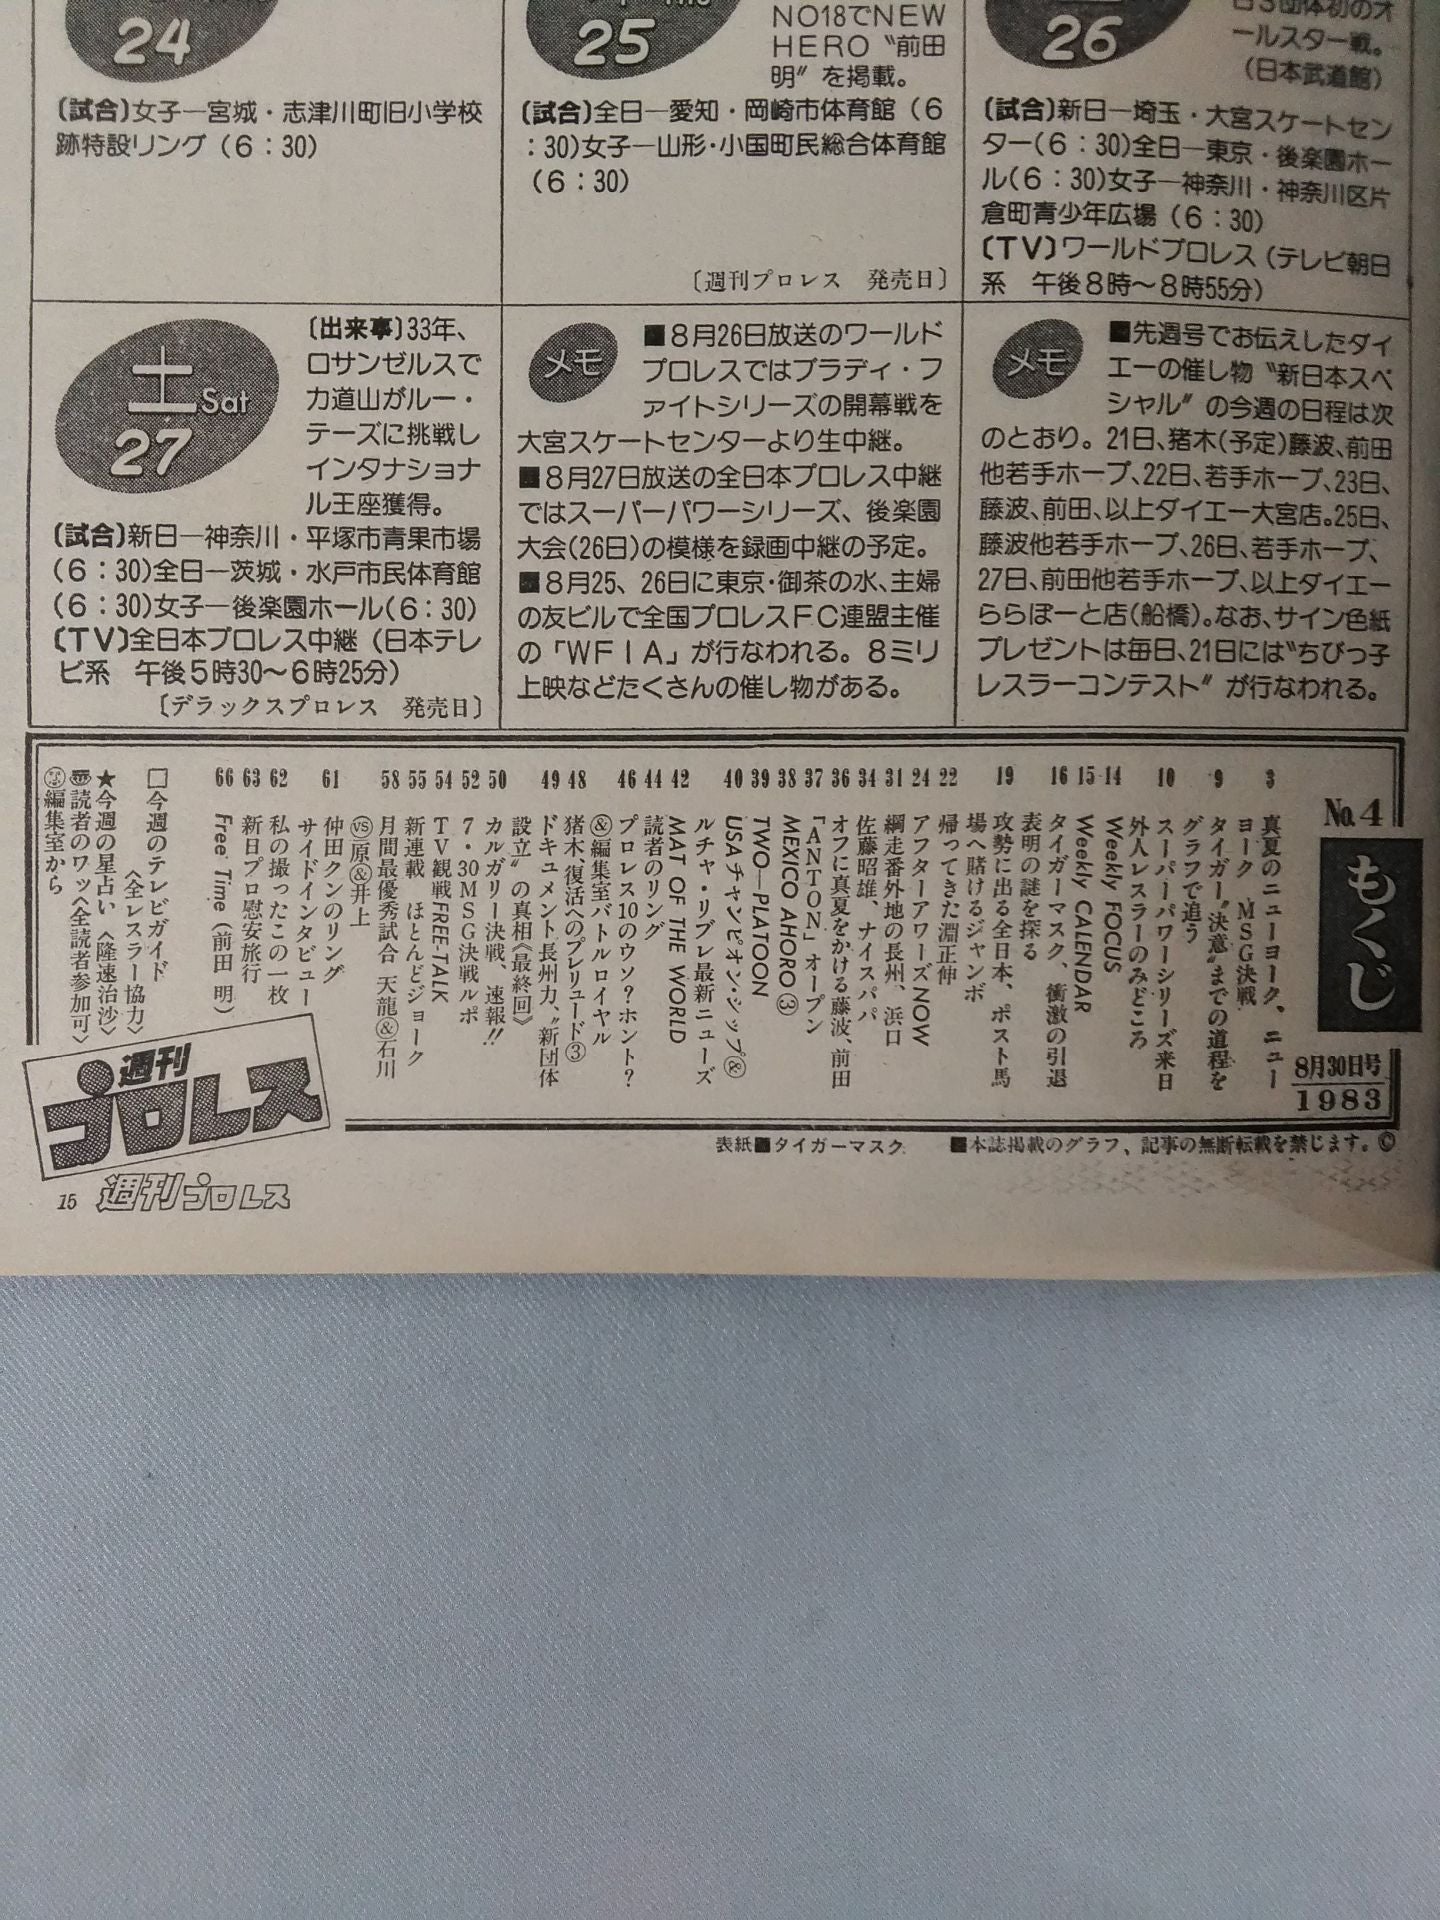 24
〔試合〕女子―宮城・志津川町旧小学校
跡特設リング（6：30）
25
NO18でNEW
HERO〝前田
明〟を掲載。
〔試合〕全日―愛知・岡崎市体育館（6
：30）女子―山形・小国町民総合体育館
（6：30）
〔週刊プロレス　発売日〕
26
日3団体初のオ
ールスター戦。
（日本武道館）
〔試合〕新日―埼玉・大宮スケートセン
ター（6：30）全日―東京・後楽園ホー
ル（6：30）女子―神奈川・神奈川区片
倉町青少年広場（6：30）
〔TV〕ワールドプロレス（テレビ朝日
系　午後8時～8時55分）
土 Sat
27
〔出来事〕33年、
ロサンゼルスで
力道山がルー・
テーズに挑戦し
インタナショナ
ル王座獲得。
〔試合〕新日―神奈川・平塚市青果市場
（6：30）全日―茨城・水戸市民体育館
（6：30）女子―後楽園ホール（6：30）
〔TV〕全日本プロレス中継（日本テレ
ビ系　午後5時30～6時25分）
〔デラックスプロレス　発売日〕
メモ
■8月26日放送のワールド
プロレスではブラディ・フ
ァイトシリーズの開幕戦を
大宮スケートセンターより生中継。
■8月27日放送の全日本プロレス中継
ではスーパーパワーシリーズ、後楽園
大会（26日）の模様を録画中継の予定。
■8月25、26日に東京・御茶の水、主婦
の友ビルで全国プロレスFC連盟主催
の「WFIA」が行なわれる。8ミリ
上映などたくさんの催し物がある。
メモ
■先週号でお伝えしたダイ
エーの催し物〝新日本スペ
シャル〟の今週の日程は次
のとおり。21日、猪木（予定）藤波、前田
他若手ホープ、22日、若手ホープ、23日、
藤波、前田、以上ダイエー大宮店。25日、
藤波他若手ホープ、26日、若手ホープ、
27日、前田他若手ホープ、以上ダイエー
ららぽーと店（船橋）。なお、サイン色紙
プレゼントは毎日、21日には〝ちびっ子
レスラーコンテスト〟が行なわれる。
No.4
もくじ
8月30日号
1983
3 真夏のニューヨーク、ニュー
ヨーク　MSG決戦
9 タイガー〝決意〟までの道程を
グラフで追う
10 スーパーパワーシリーズ来日
外人レスラーのみどころ
14 Weekly FOCUS
15 Weekly CALENDAR
16 タイガーマスク、衝激の引退
表明の謎を探る
19 攻勢に出る全日本、ポスト馬
場へ賭けるジャンボ
22 帰ってきた淵正伸
24 アフターアワーズNOW
31 網走番外地の長州、浜口
34 佐藤昭雄、ナイスパパ
36 オフに真夏をかける藤波、前田
37 「ANTON」オープン
38 MEXICO AHORO③
39 TWO―PLATOON
40 USAチャンピオン・シップ&
ルチャ・リブレ最新ニューズ
42 MAT OF THE WORLD
44 読者のリング
46 プロレス10のウソ？ホント？
&編集室バトルロイヤル
48 猪木、復活へのプレリュード③
49 ドキュメント長州力、〝新団体
設立〟の真相《最終回》
50 カルガリー決戦、速報!!
52 7・30MSG決戦ルポ
54 TV観戦FREE-TALK
55 新連載　ほとんどジョーク
58 月間最優秀試合　天龍&石川
VS原&井上
61 仲田クンのリング
サイドインタビュー
62 私の撮ったこの一枚
63 新日プロ慰安旅行
66 Free Time（前田　明）
□今週のテレビガイド
〈全レスラー協力〉
★今週の星占い〈隆速治沙〉
読者のワッ〈全読者参加可〉
編集室から
週刊
プロレス
表紙■タイガーマスク　■本誌掲載のグラフ、記事の無断転載を禁じます。©
15 週刊プロレス